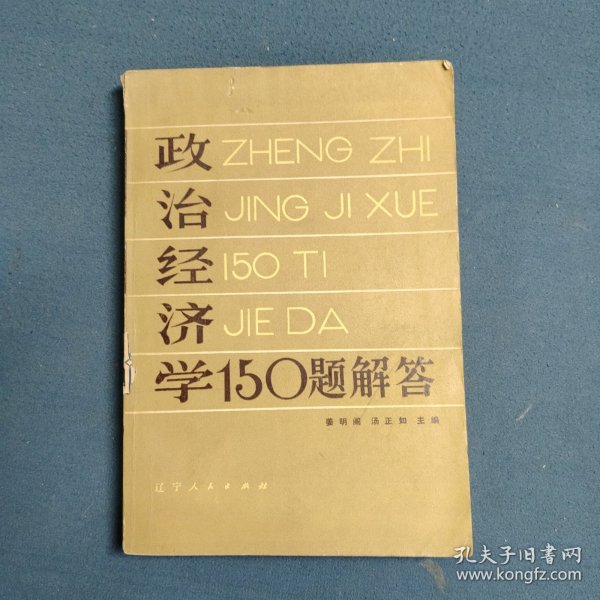 政 ZHENG ZHI
治 JING JI XUE
经 150 TI
济 JIE DA
学150题解答
姜明阁 汤正如 主编
辽宁人民出版社
孔夫子旧書网
www.kongfz.com